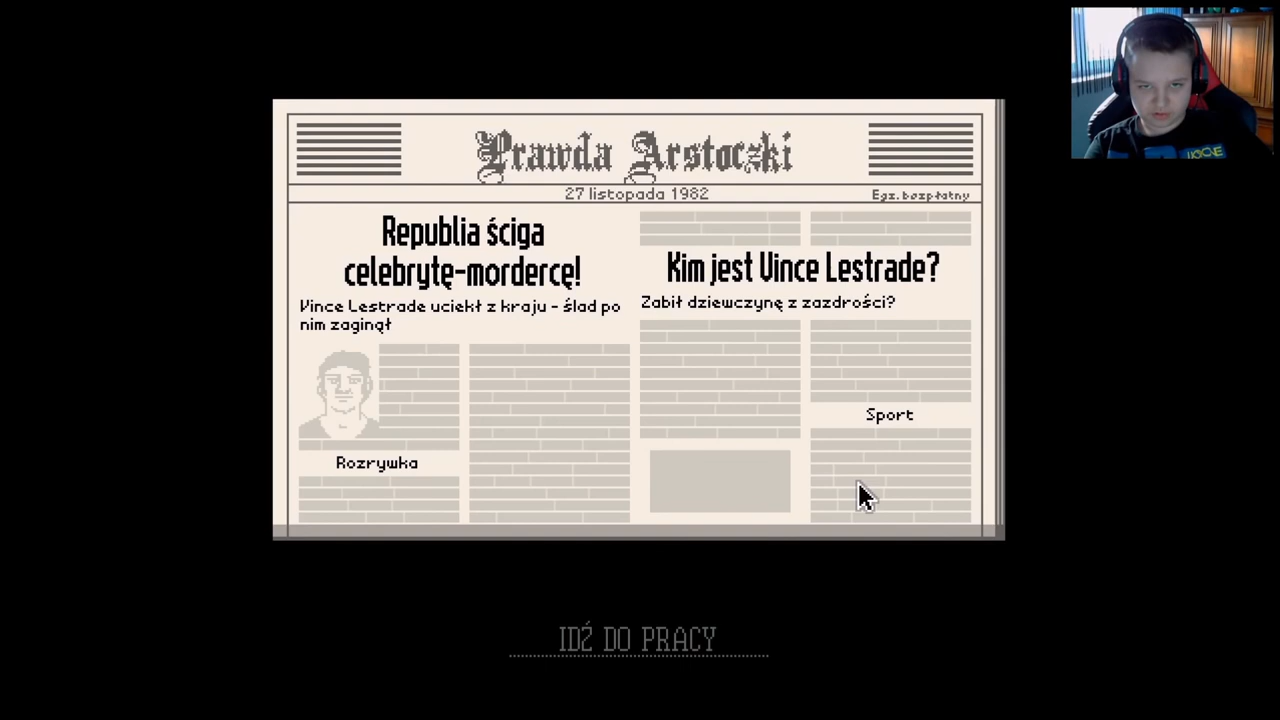 Prawda Arstoczki
27 listopada 1982
Egz. bezpłatny
Republia ściga
celebrytę-mordercę!
Vince Lestrade uciekł z kraju - ślad po
nim zaginął
Rozrywka
Kim jest Vince Lestrade?
Zabił dziewczynę z zazdrości?
Sport
IDŹ DO PRACY